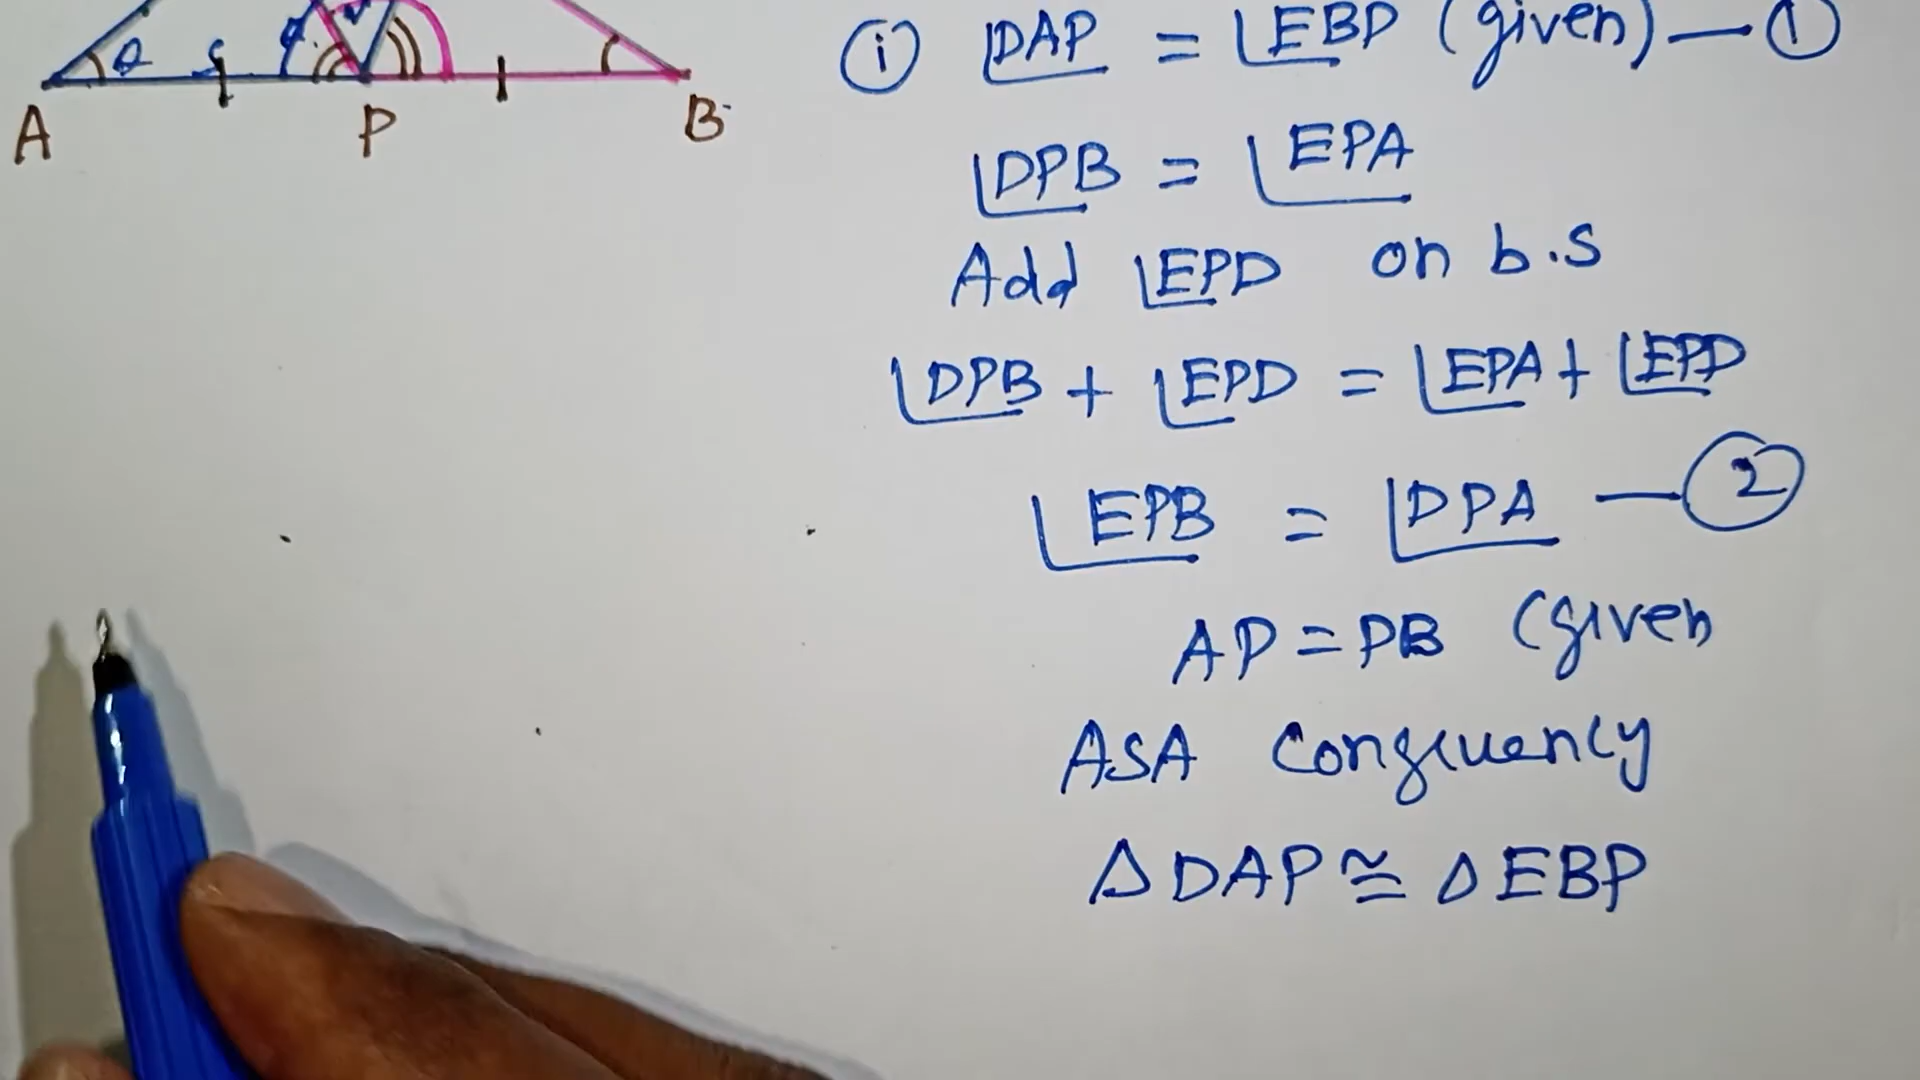 A P B
(i) ∠DAP = ∠EBP (given) — (1)
∠DPB = ∠EPA
Add ∠EPD on b.s
∠DPB + ∠EPD = ∠EPA + ∠EPD
∠EPB = ∠DPA — (2)
AP = PB (given
ASA Congruency
Δ DAP ≅ Δ EBP